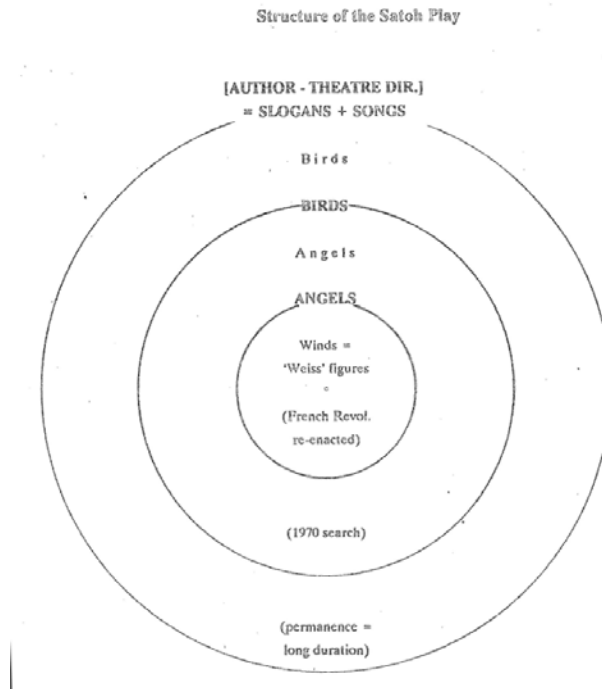 Structure of the Satoh Play
[AUTHOR - THEATRE DIR.]
= SLOGANS + SONGS
Birds
BIRDS
Angels
ANGELS
Winds =
'Weiss' figures
(French Revol.
re-enacted)
(1970 search)
(permanence =
long duration)